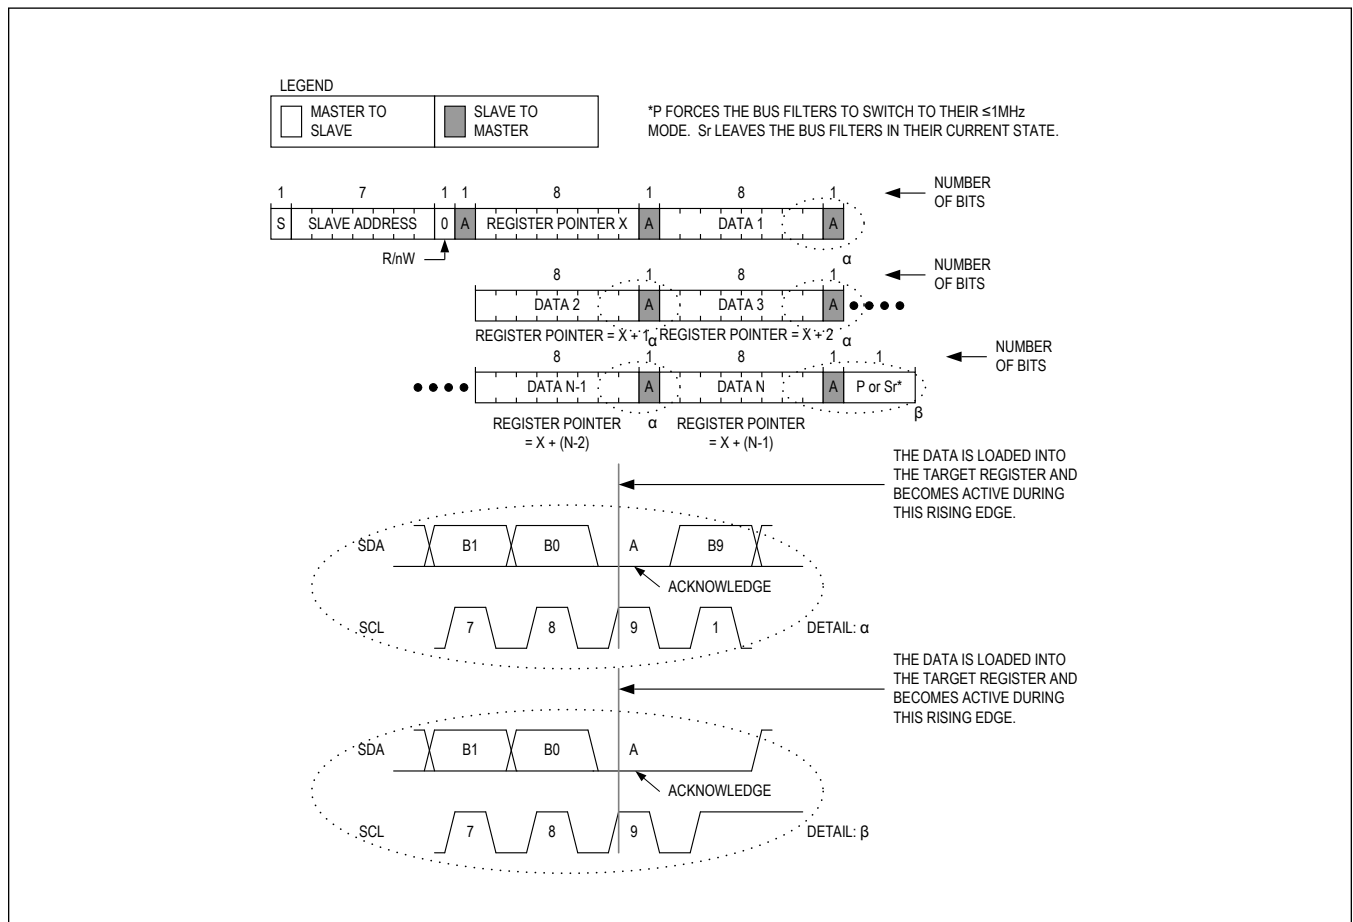 LEGEND
MASTER TO
SLAVE
SLAVE TO
MASTER
*P FORCES THE BUS FILTERS TO SWITCH TO THEIR ≤1MHz
MODE. Sr LEAVES THE BUS FILTERS IN THEIR CURRENT STATE.
1 7 1 1 8 1 8 1
NUMBER
OF BITS
S SLAVE ADDRESS 0 A REGISTER POINTER X A DATA 1 A
R/nW
α
8 1 8 1
NUMBER
OF BITS
DATA 2 A DATA 3 A
REGISTER POINTER = X + 1 α REGISTER POINTER = X + 2 α
8 1 8 1 1
NUMBER
OF BITS
DATA N-1 A DATA N A P or Sr*
β
REGISTER POINTER
= X + (N-2)
α
REGISTER POINTER
= X + (N-1)
THE DATA IS LOADED INTO
THE TARGET REGISTER AND
BECOMES ACTIVE DURING
THIS RISING EDGE.
SDA B1 B0 A B9
ACKNOWLEDGE
SCL 7 8 9 1 DETAIL: α
THE DATA IS LOADED INTO
THE TARGET REGISTER AND
BECOMES ACTIVE DURING
THIS RISING EDGE.
SDA B1 B0 A
ACKNOWLEDGE
SCL 7 8 9 DETAIL: β